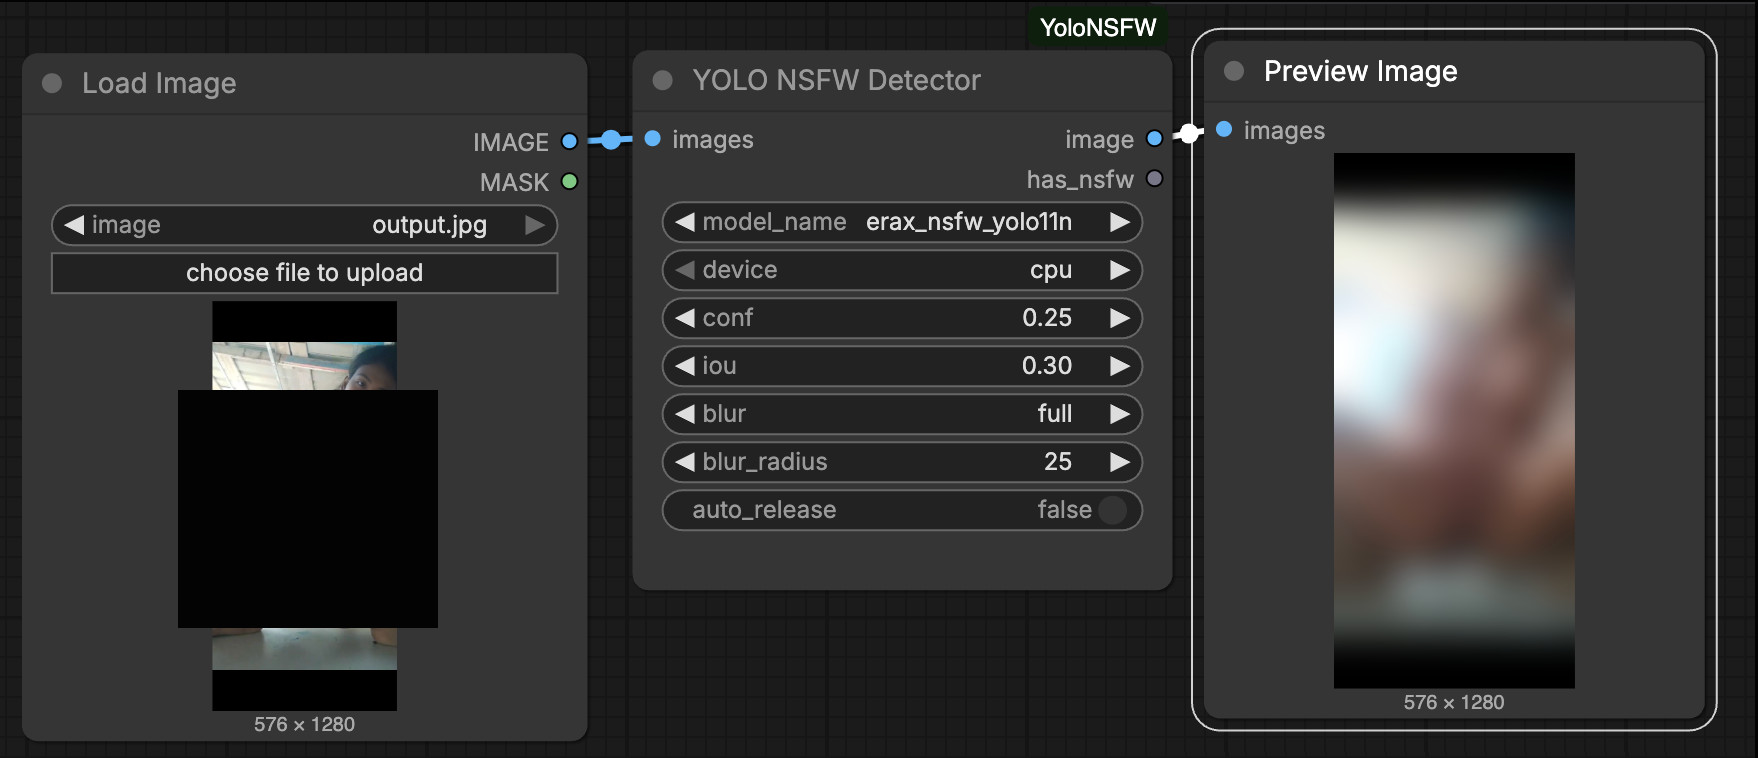 YoloNSFW
Load Image
IMAGE
MASK
image output.jpg
choose file to upload
576 × 1280
YOLO NSFW Detector
images image
has_nsfw
model_name erax_nsfw_yolo11n
device cpu
conf 0.25
iou 0.30
blur full
blur_radius 25
auto_release false
Preview Image
images
576 × 1280